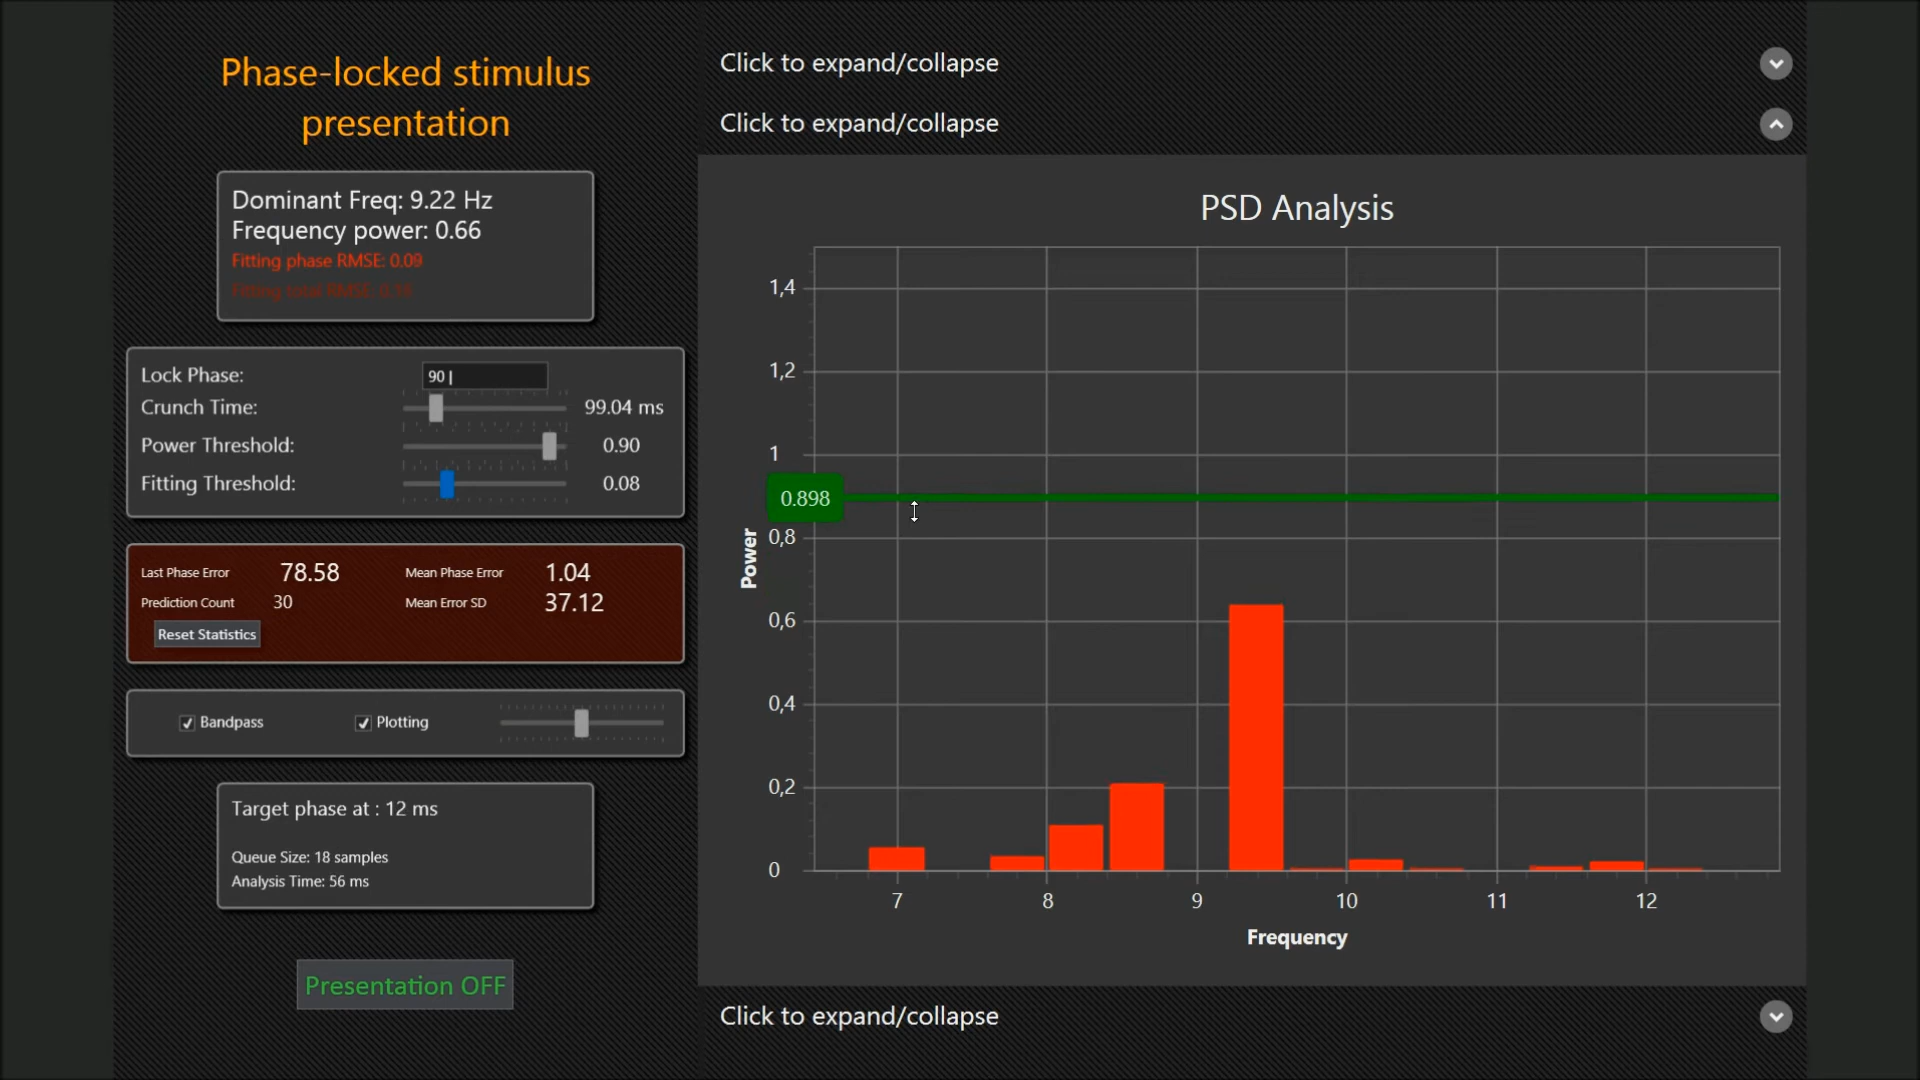 Phase-locked stimulus
presentation
Dominant Freq: 9.22 Hz
Frequency power: 0.66
Fitting phase RMSE: 0.09
Lock Phase: 90
Crunch Time: 99.04 ms
Power Threshold: 0.90
Fitting Threshold: 0.08
Last Phase Error 78.58 Mean Phase Error 1.04
Prediction Count 30 Mean Error SD 37.12
Reset Statistics
Bandpass Plotting
Target phase at : 12 ms
Queue Size: 18 samples
Analysis Time: 56 ms
Presentation OFF
Click to expand/collapse
Click to expand/collapse
PSD Analysis
1,4
1,2
1
0.898
0,8
0,6
0,4
0,2
0
Power
7 8 9 10 11 12
Frequency
Click to expand/collapse